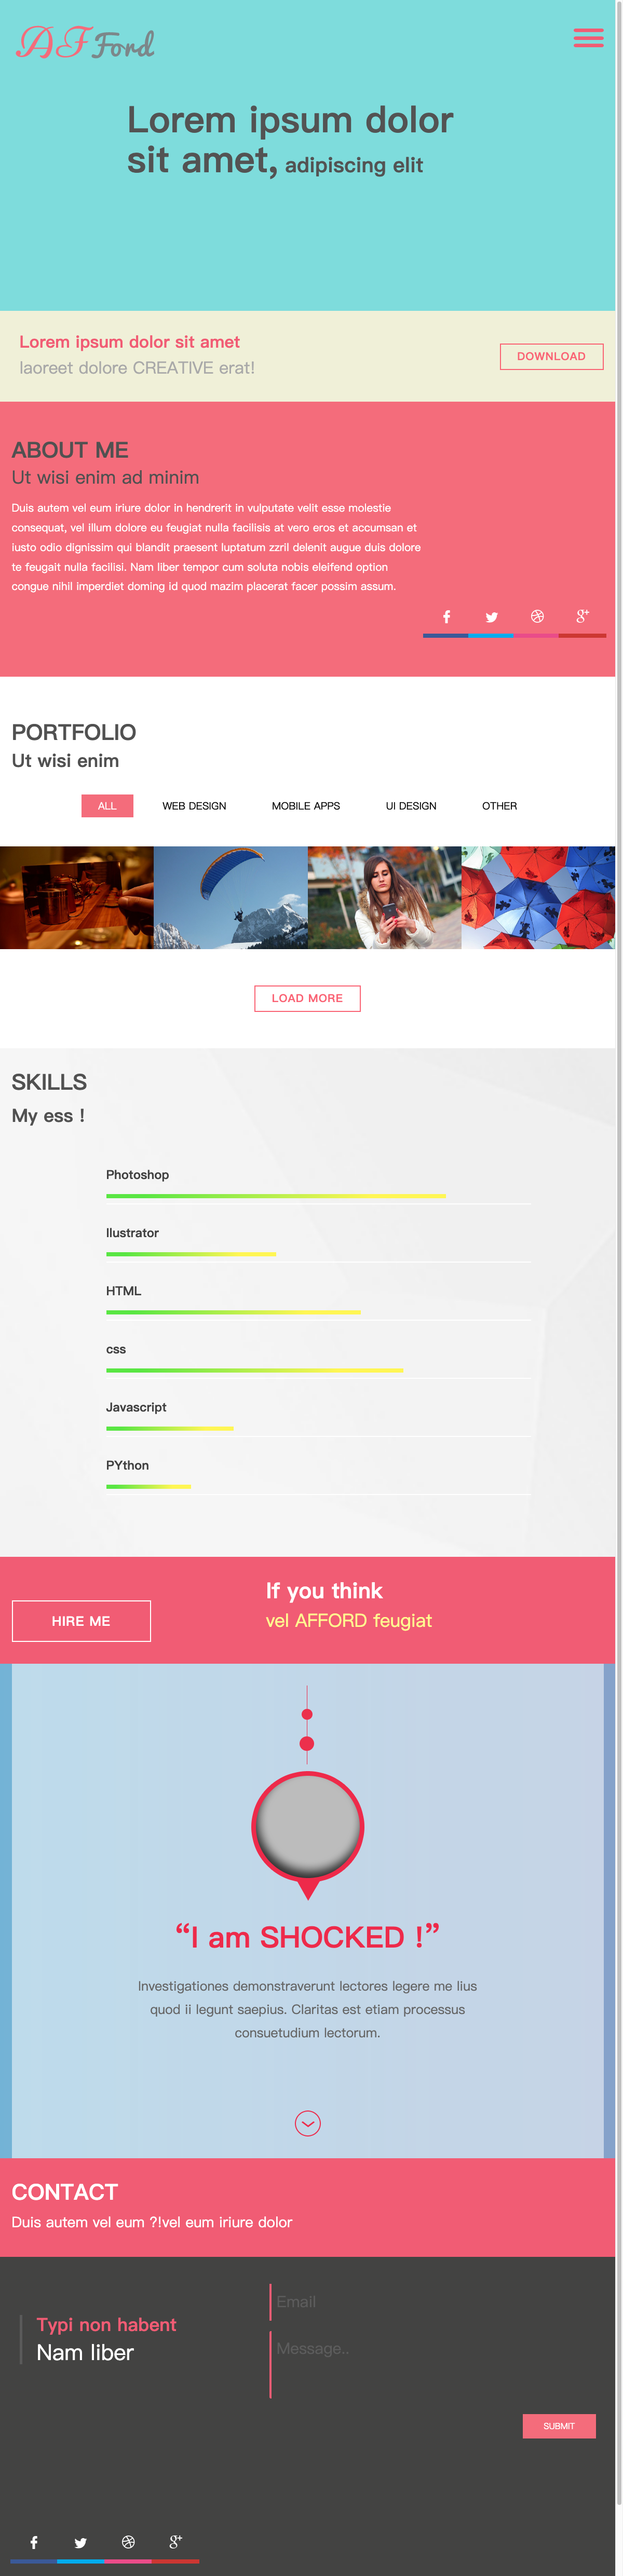 AF Ford
Lorem ipsum dolor
sit amet, adipiscing elit
Lorem ipsum dolor sit amet
laoreet dolore CREATIVE erat!
DOWNLOAD
ABOUT ME
Ut wisi enim ad minim
Duis autem vel eum iriure dolor in hendrerit in vulputate velit esse molestie
consequat, vel illum dolore eu feugiat nulla facilisis at vero eros et accumsan et
iusto odio dignissim qui blandit praesent luptatum zzril delenit augue duis dolore
te feugait nulla facilisi. Nam liber tempor cum soluta nobis eleifend option
congue nihil imperdiet doming id quod mazim placerat facer possim assum.
PORTFOLIO
Ut wisi enim
ALL WEB DESIGN MOBILE APPS UI DESIGN OTHER
LOAD MORE
SKILLS
My ess !
Photoshop
Ilustrator
HTML
css
Javascript
PYthon
If you think
vel AFFORD feugiat
HIRE ME
“I am SHOCKED !”
Investigationes demonstraverunt lectores legere me lius
quod ii legunt saepius. Claritas est etiam processus
consuetudium lectorum.
CONTACT
Duis autem vel eum ?!vel eum iriure dolor
Typi non habent
Nam liber
Email
Message..
SUBMIT